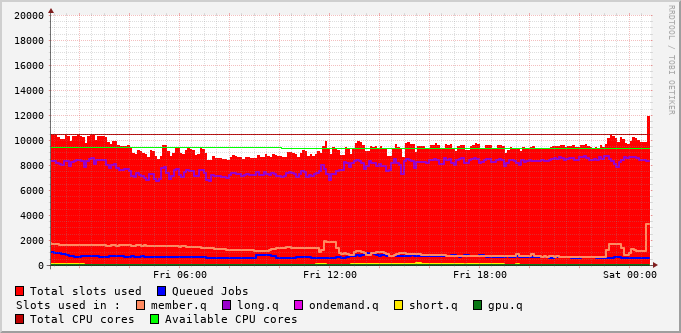 20000
18000
16000
14000
12000
10000
8000
6000
4000
2000
0
Fri 06:00 Fri 12:00 Fri 18:00 Sat 00:00
Total slots used Queued Jobs
Slots used in : member.q long.q ondemand.q short.q gpu.q
Total CPU cores Available CPU cores
RRDTOOL / TOBI OETIKER